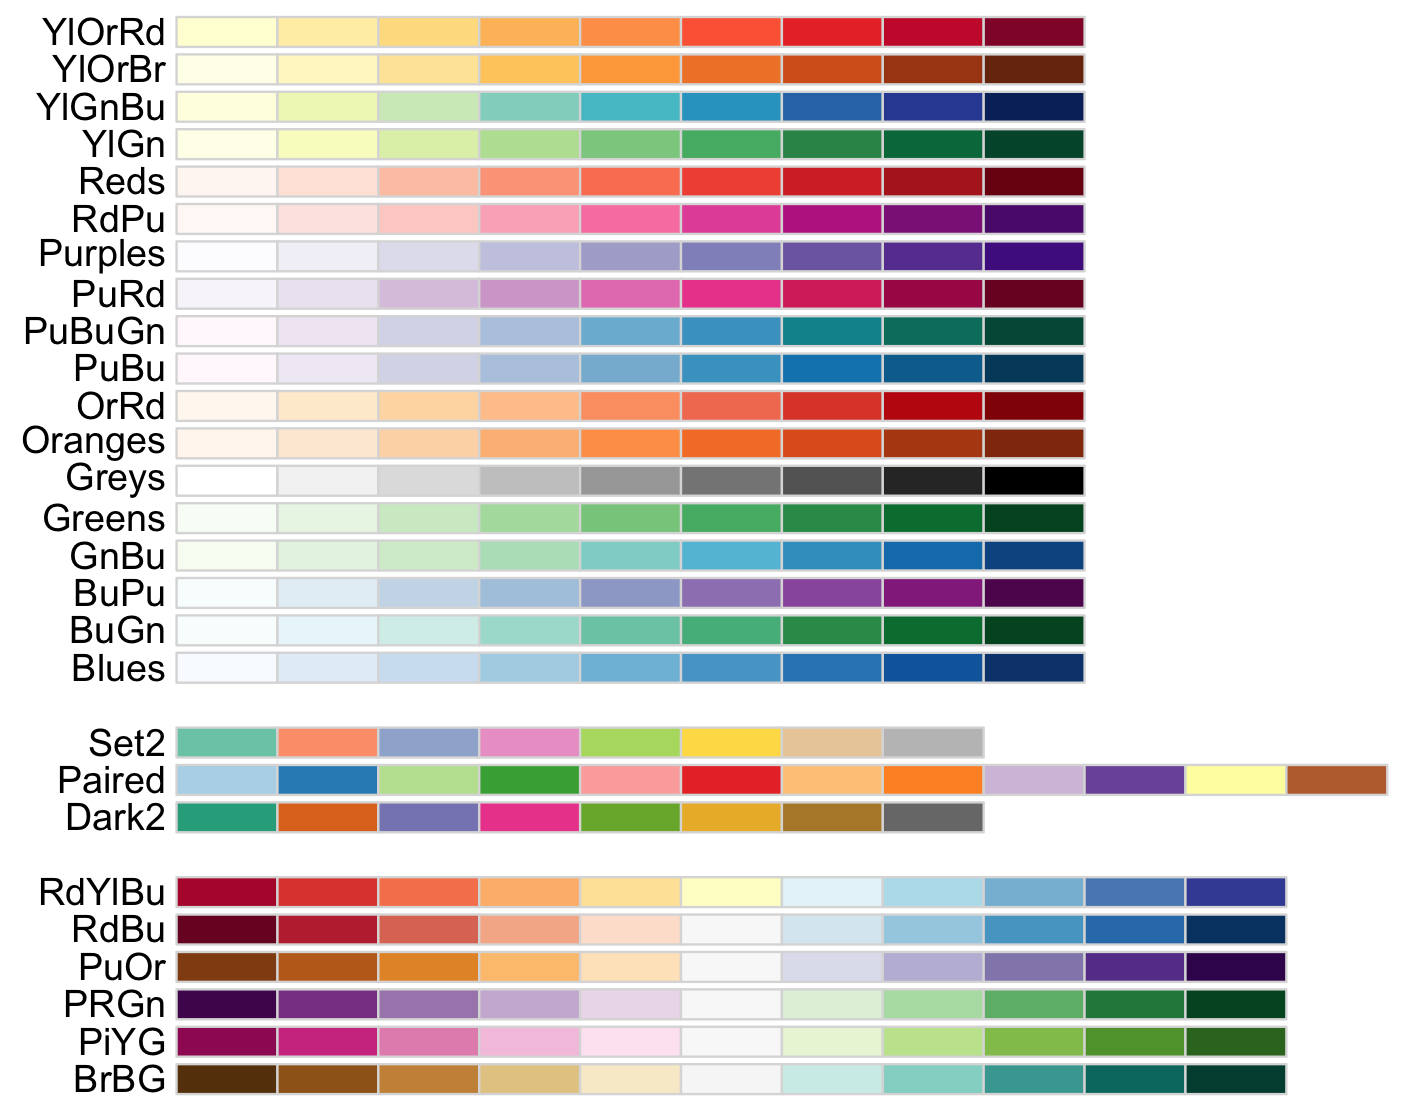 YlOrRd
YlOrBr
YlGnBu
YlGn
Reds
RdPu
Purples
PuRd
PuBuGn
PuBu
OrRd
Oranges
Greys
Greens
GnBu
BuPu
BuGn
Blues
Set2
Paired
Dark2
RdYlBu
RdBu
PuOr
PRGn
PiYG
BrBG